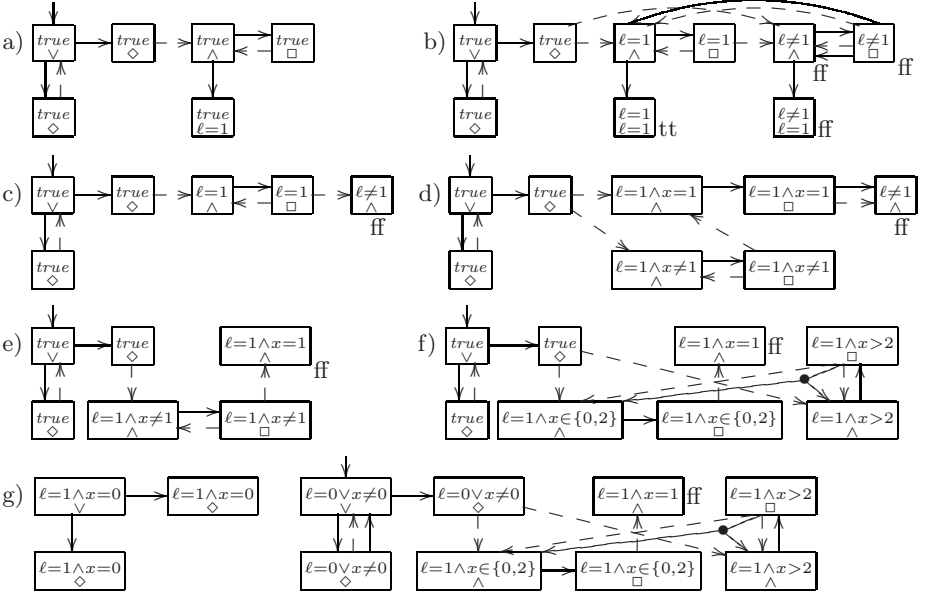 a) true ∨ true ◇ true ∧ true □
true ◇ true ℓ=1
b) true ∨ true ◇ ℓ=1 ∧ ℓ=1 □ ℓ≠1 ∧ ff ℓ≠1 □ ff
true ◇ ℓ=1 ℓ=1 tt ℓ≠1 ℓ=1 ff
c) true ∨ true ◇ ℓ=1 ∧ ℓ=1 □ ℓ≠1 ∧ ff
true ◇
d) true ∨ true ◇ ℓ=1∧x=1 ∧ ℓ=1∧x=1 □ ℓ≠1 ∧ ff
true ◇ ℓ=1∧x≠1 ∧ ℓ=1∧x≠1 □
e) true ∨ true ◇ ℓ=1∧x=1 ∧ ff
true ◇ ℓ=1∧x≠1 ∧ ℓ=1∧x≠1 □
f) true ∨ true ◇ ℓ=1∧x=1 ∧ ff ℓ=1∧x>2 □
true ◇ ℓ=1∧x∈{0,2} ∧ ℓ=1∧x∈{0,2} □ ℓ=1∧x>2 ∧
g) ℓ=1∧x=0 ∨ ℓ=1∧x=0 ◇ ℓ=0∨x≠0 ∨ ℓ=0∨x≠0 ◇ ℓ=1∧x=1 ∧ ff ℓ=1∧x>2 □
ℓ=1∧x=0 ◇ ℓ=0∨x≠0 ◇ ℓ=1∧x∈{0,2} ∧ ℓ=1∧x∈{0,2} □ ℓ=1∧x>2 ∧